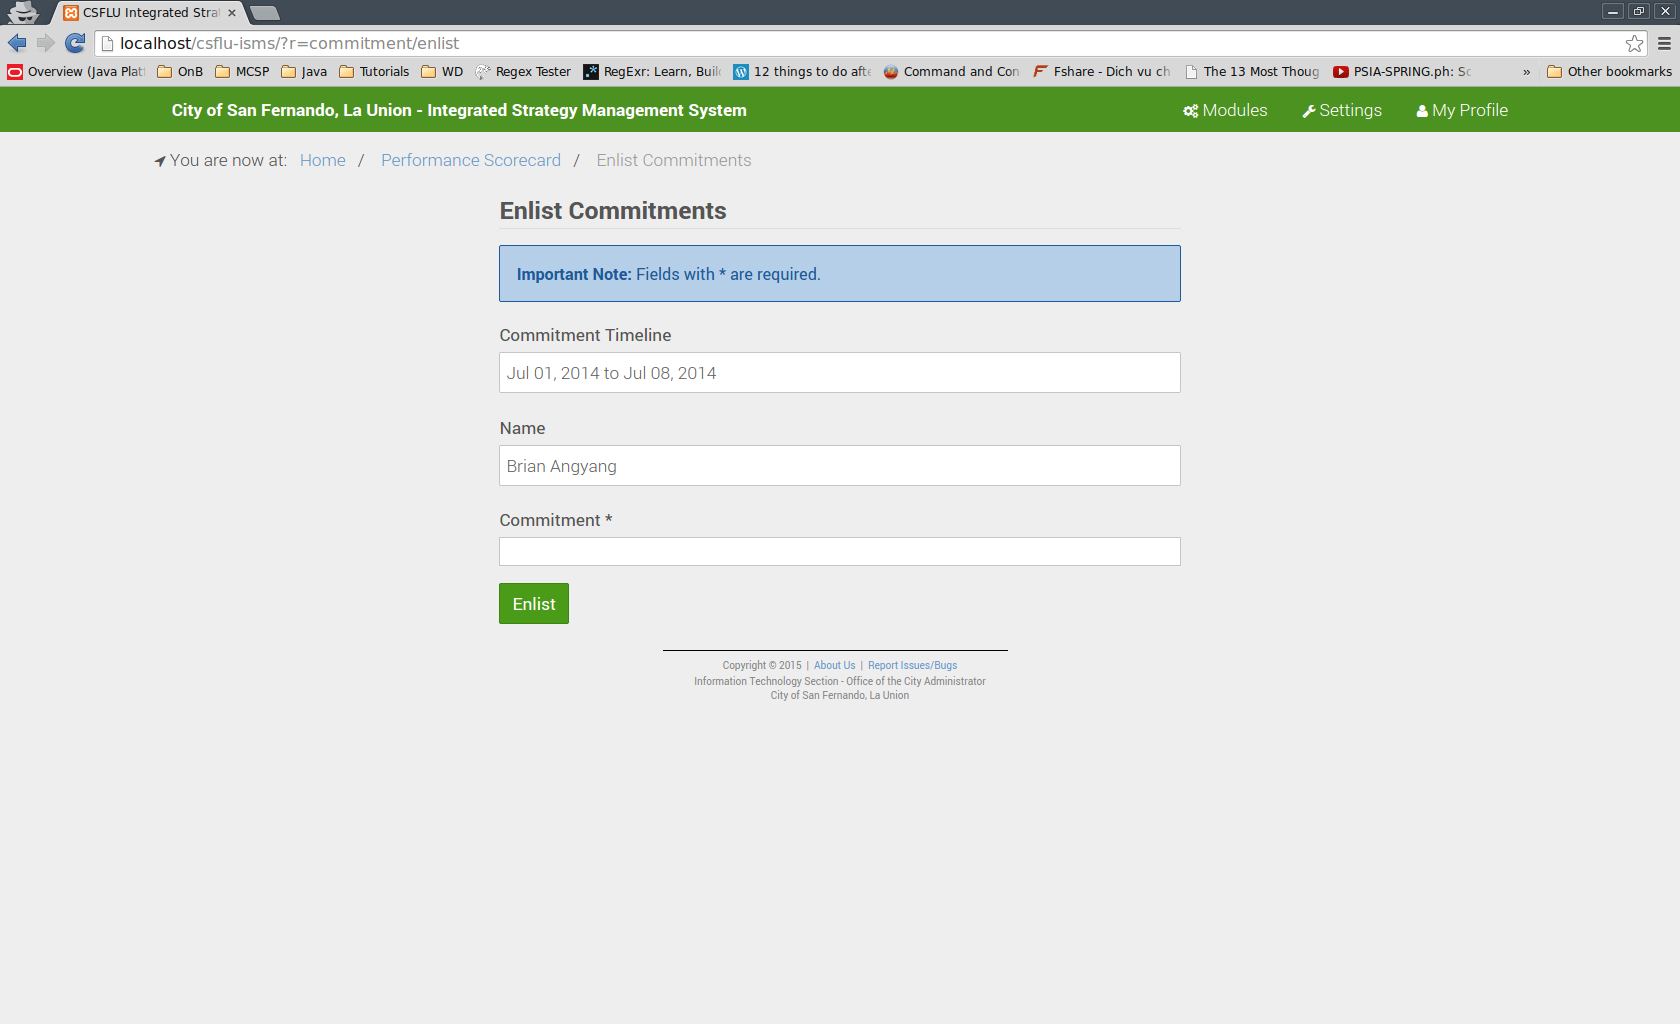 CSFLU Integrated Stra
localhost/csflu-isms/?r=commitment/enlist
Overview (Java Plat OnB MCSP Java Tutorials WD Regex Tester RegExr: Learn, Buil 12 things to do afte Command and Con Fshare - Dich vu ch The 13 Most Thoug PSIA-SPRING.ph: Sc » Other bookmarks
City of San Fernando, La Union - Integrated Strategy Management System Modules Settings My Profile
You are now at: Home / Performance Scorecard / Enlist Commitments
Enlist Commitments
Important Note: Fields with * are required.
Commitment Timeline
Jul 01, 2014 to Jul 08, 2014
Name
Brian Angyang
Commitment *
Enlist
Copyright © 2015 | About Us | Report Issues/Bugs
Information Technology Section - Office of the City Administrator
City of San Fernando, La Union